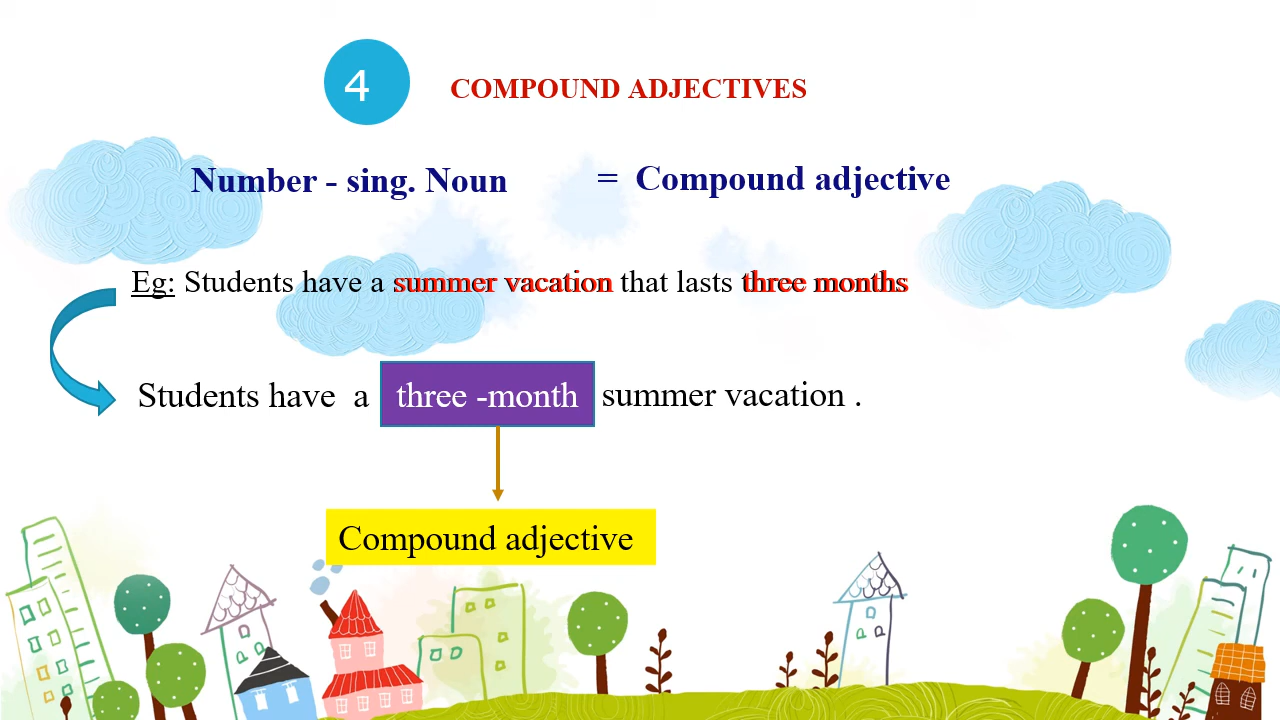 4 COMPOUND ADJECTIVES
Number - sing. Noun = Compound adjective
Eg: Students have a summer vacation that lasts three months
Students have a three -month summer vacation .
Compound adjective